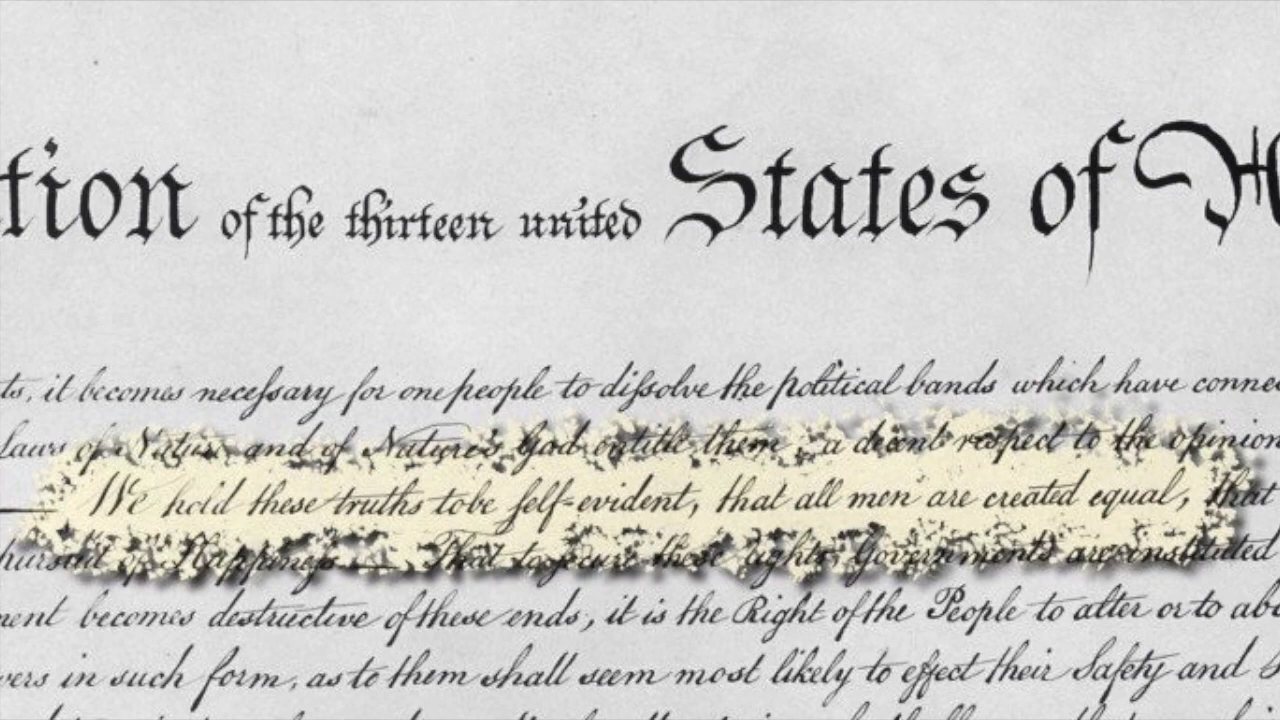 tion of the thirteen united States of
ts, it becomes neceſsary for one people to diſsolve the political bands which have connec
laws of Nature and of Nature's God entitle them, a decent respect to the opinion
We hold these truths to be ſelf-evident, that all men are created equal, that
pursuit of Happineſs. — That to secure these rights, Governments are instituted
ment becomes destructive of these ends, it is the Right of the People to alter or to abo
wers in such form, as to them shall seem most likely to effect their Safety and